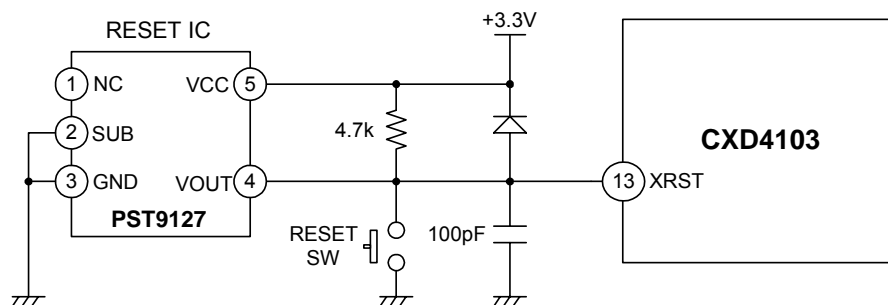 RESET IC
+3.3V
1 NC VCC 5
2 SUB
4.7k
CXD4103
3 GND VOUT 4
13 XRST
PST9127
RESET
SW
100pF